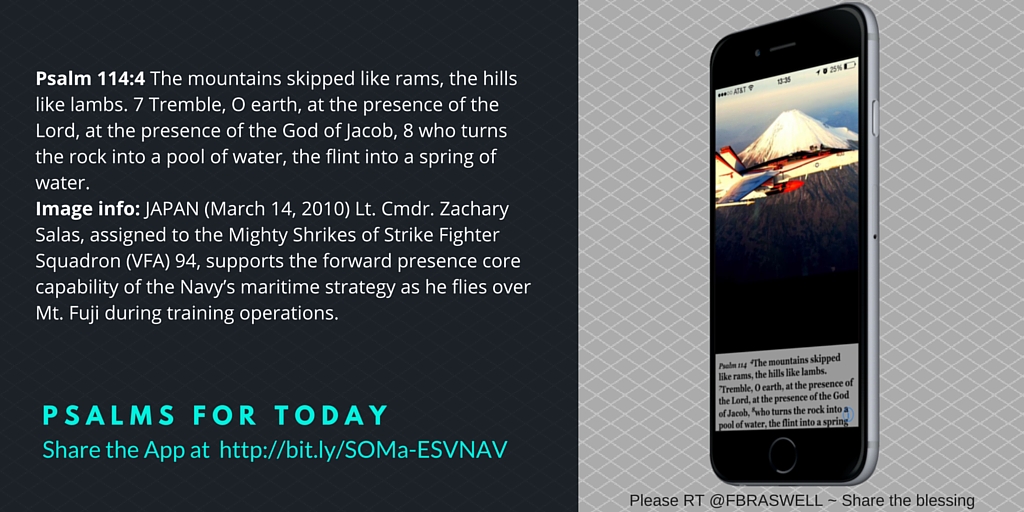 Psalm 114:4 The mountains skipped like rams, the hills
like lambs. 7 Tremble, O earth, at the presence of the
Lord, at the presence of the God of Jacob, 8 who turns
the rock into a pool of water, the flint into a spring of
water.
Image info: JAPAN (March 14, 2010) Lt. Cmdr. Zachary
Salas, assigned to the Mighty Shrikes of Strike Fighter
Squadron (VFA) 94, supports the forward presence core
capability of the Navy’s maritime strategy as he flies over
Mt. Fuji during training operations.
PSALMS FOR TODAY
Share the App at http://bit.ly/SOMa-ESVNAV
AT&T 13:35 25%
Psalm 114 ⁴The mountains skipped
like rams, the hills like lambs.
⁷Tremble, O earth, at the presence of
the Lord, at the presence of the God
of Jacob, ⁸who turns the rock into a
pool of water, the flint into a spring
Please RT @FBRASWELL ~ Share the blessing